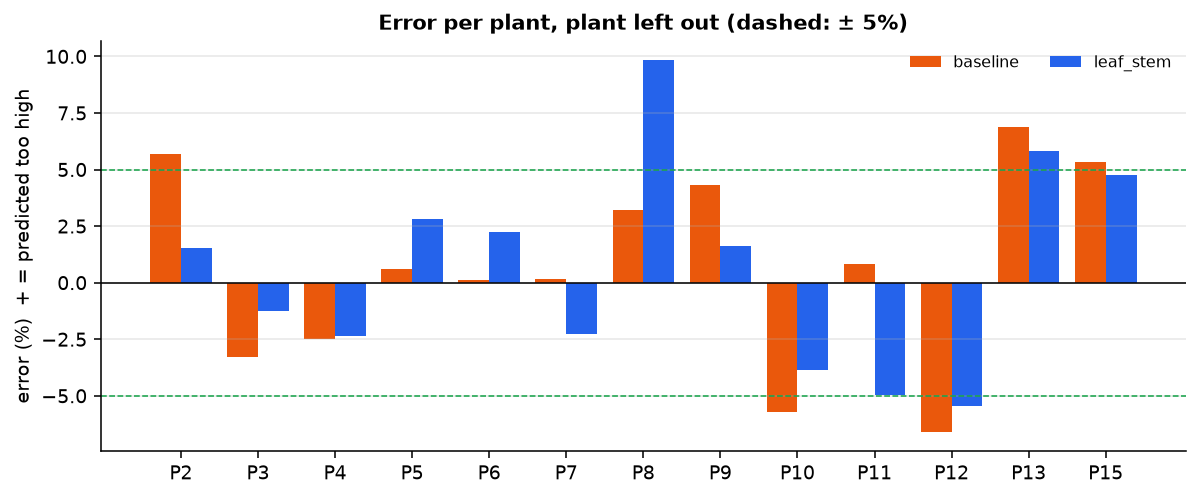 Error per plant, plant left out (dashed: ± 5%)
baseline
leaf_stem
error (%)  + = predicted too high
10.0
7.5
5.0
2.5
0.0
−2.5
−5.0
P2 P3 P4 P5 P6 P7 P8 P9 P10 P11 P12 P13 P15